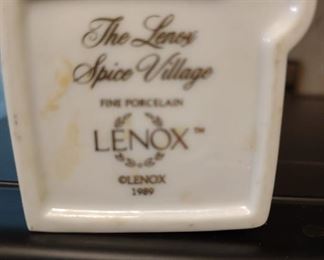 The Lenox
Spice Village
FINE PORCELAIN
LENOX™
©LENOX
1989